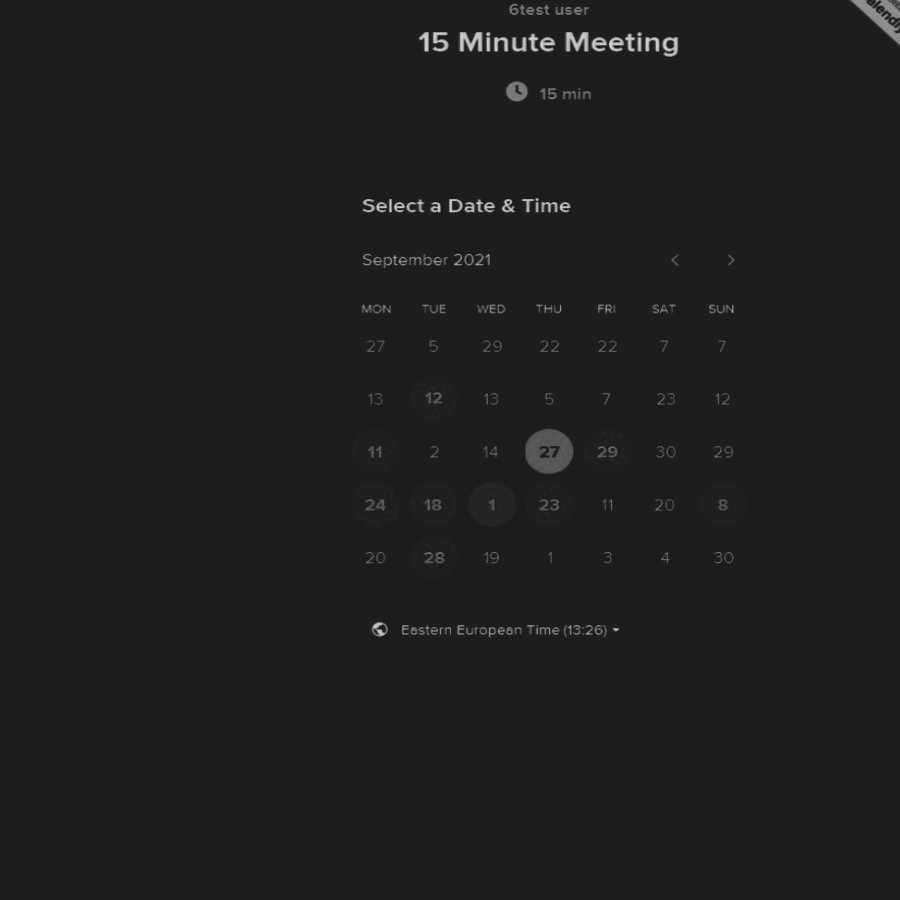 6test user
15 Minute Meeting
15 min
Select a Date & Time
September 2021
MON TUE WED THU FRI SAT SUN
27 5 29 22 22 7 7
13 12 13 5 7 23 12
11 2 14 27 29 30 29
24 18 1 23 11 20 8
20 28 19 1 3 4 30
Eastern European Time (13:26)